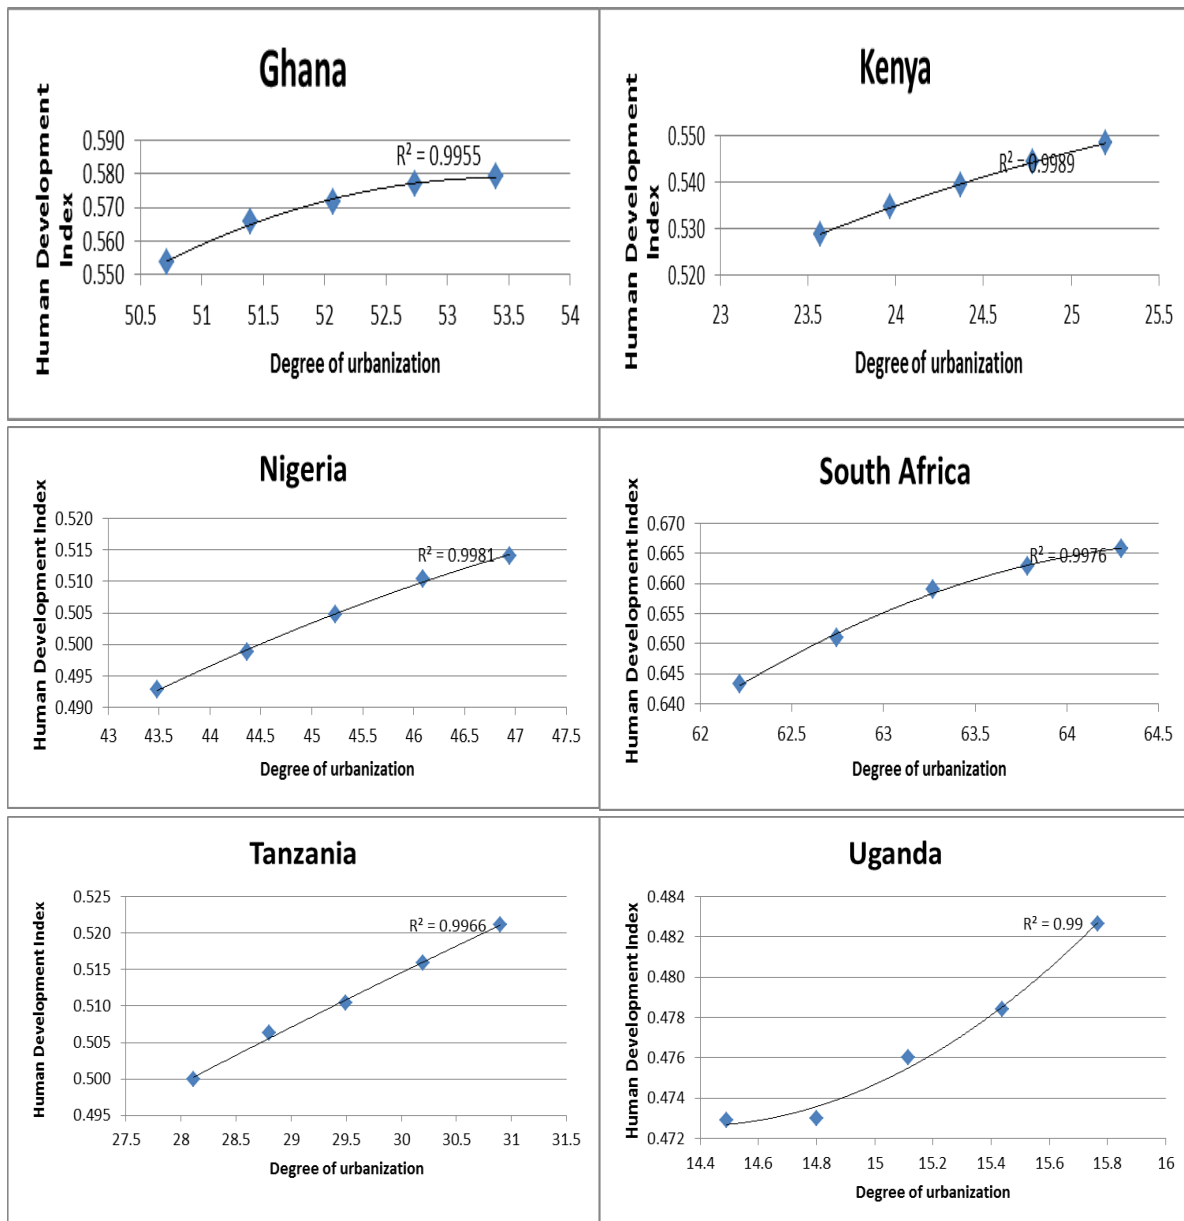 Ghana
Human Development
Index
0.590
0.580
0.570
0.560
0.550
R² = 0.9955
50.5 51 51.5 52 52.5 53 53.5 54
Degree of urbanization
Kenya
Human Development
Index
0.550
0.540
0.530
0.520
R² = 0.9989
23 23.5 24 24.5 25 25.5
Degree of urbanization
Nigeria
Human Development Index
0.520
0.515
0.510
0.505
0.500
0.495
0.490
R² = 0.9981
43 43.5 44 44.5 45 45.5 46 46.5 47 47.5
Degree of urbanization
South Africa
Human Development Index
0.670
0.665
0.660
0.655
0.650
0.645
0.640
R² = 0.9976
62 62.5 63 63.5 64 64.5
Degree of urbanization
Tanzania
Human Development Index
0.525
0.520
0.515
0.510
0.505
0.500
0.495
R² = 0.9966
27.5 28 28.5 29 29.5 30 30.5 31 31.5
Degree of urbanization
Uganda
Human Development Index
0.484
0.482
0.480
0.478
0.476
0.474
0.472
R² = 0.99
14.4 14.6 14.8 15 15.2 15.4 15.6 15.8 16
Degree of urbanization